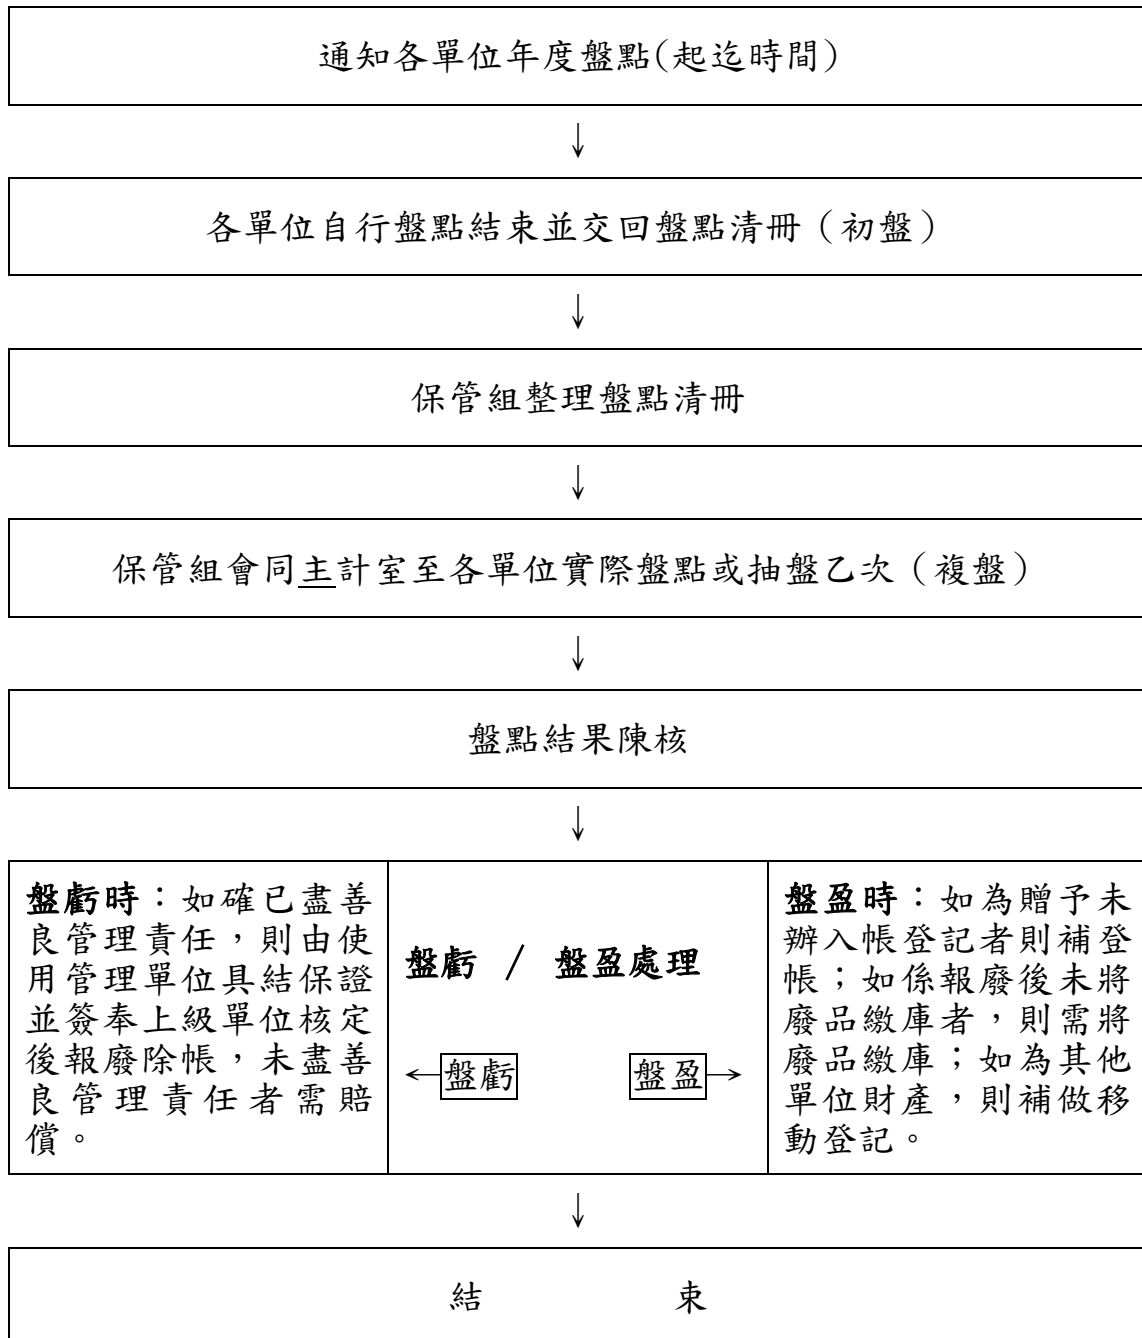 通知各單位年度盤點(起迄時間)
↓
各單位自行盤點結束並交回盤點清冊（初盤）
↓
保管組整理盤點清冊
↓
保管組會同主計室至各單位實際盤點或抽盤乙次（複盤）
↓
盤點結果陳核
↓
盤虧時：如確已盡善
良管理責任，則由使
用管理單位具結保證
並簽奉上級單位核定
後報廢除帳，未盡善
良管理責任者需賠
償。
盤虧 / 盤盈處理
←盤虧 盤盈→
盤盈時：如為贈予未
辦入帳登記者則補登
帳；如係報廢後未將
廢品繳庫者，則需將
廢品繳庫；如為其他
單位財產，則補做移
動登記。
↓
結 束